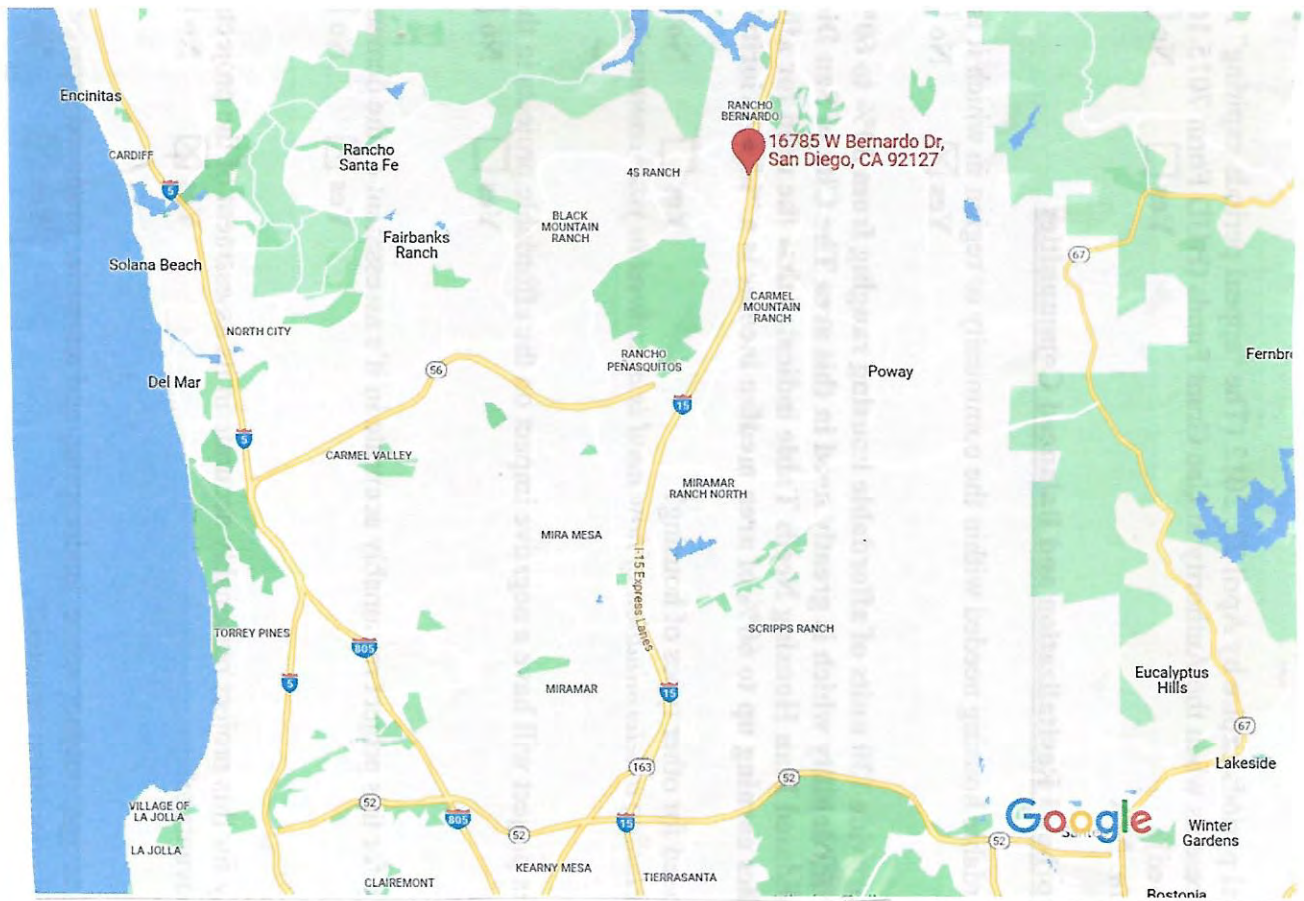 Encinitas
CARDIFF
5
Rancho
Santa Fe
RANCHO
BERNARDO
16785 W Bernardo Dr,
San Diego, CA 92127
4S RANCH
BLACK
MOUNTAIN
RANCH
Fairbanks
Ranch
67
Solana Beach
CARMEL
MOUNTAIN
RANCH
NORTH CITY
RANCHO
PEÑASQUITOS
Fernbr
56
Del Mar
Poway
15
5
CARMEL VALLEY
MIRAMAR
RANCH NORTH
MIRA MESA
I-15 Express Lanes
TORREY PINES
SCRIPPS RANCH
805
Eucalyptus
Hills
5
MIRAMAR
15
67
163
Lakeside
52
52
VILLAGE OF
LA JOLLA
805
52
15
Google
52
Winter
Gardens
LA JOLLA
KEARNY MESA
TIERRASANTA
CLAIREMONT
Bostonia